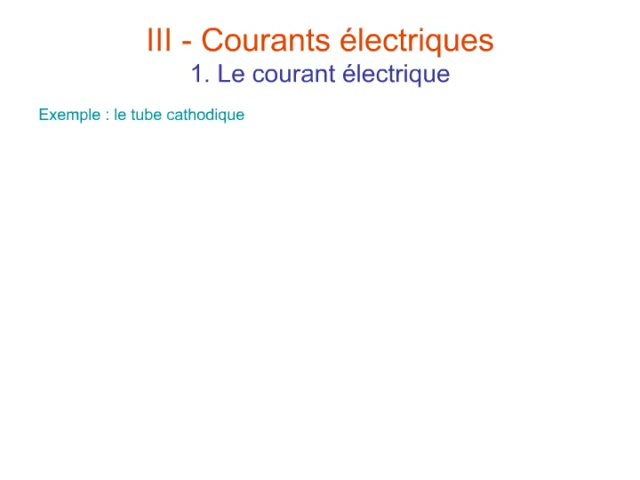 III - Courants électriques
1. Le courant électrique
Exemple : le tube cathodique